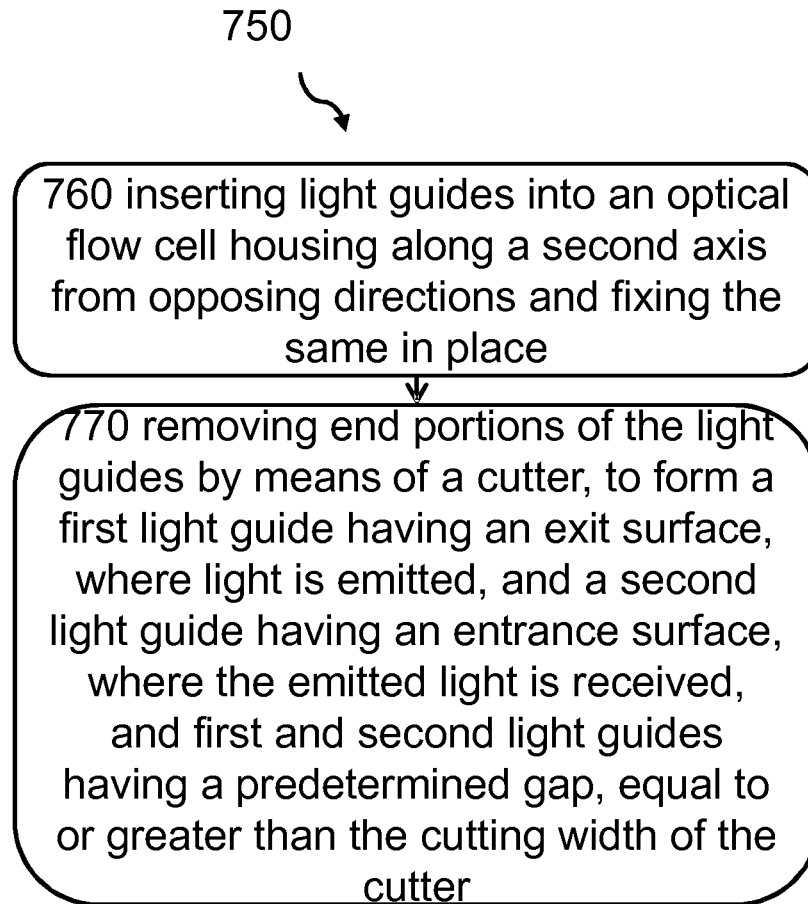 750
760 inserting light guides into an optical
flow cell housing along a second axis
from opposing directions and fixing the
same in place
770 removing end portions of the light
guides by means of a cutter, to form a
first light guide having an exit surface,
where light is emitted, and a second
light guide having an entrance surface,
where the emitted light is received,
and first and second light guides
having a predetermined gap, equal to
or greater than the cutting width of the
cutter